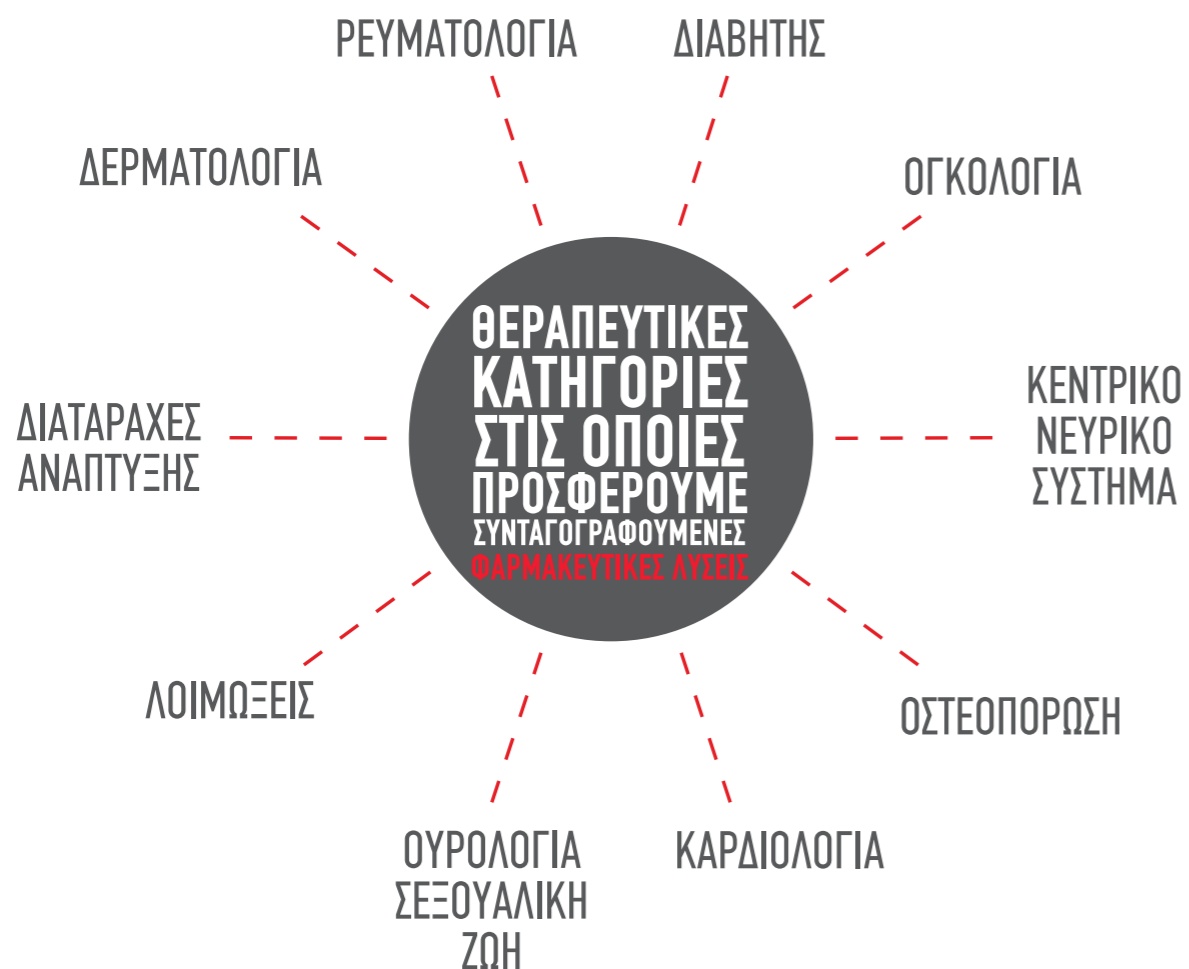 ΡΕΥΜΑΤΟΛΟΓΙΑ
ΔΙΑΒΗΤΗΣ
ΔΕΡΜΑΤΟΛΟΓΙΑ
ΟΓΚΟΛΟΓΙΑ
ΘΕΡΑΠΕΥΤΙΚΕΣ
ΚΑΤΗΓΟΡΙΕΣ
ΣΤΙΣ ΟΠΟΙΕΣ
ΠΡΟΣΦΕΡΟΥΜΕ
ΣΥΝΤΑΓΟΓΡΑΦΟΥΜΕΝΕΣ
ΦΑΡΜΑΚΕΥΤΙΚΕΣ ΛΥΣΕΙΣ
ΔΙΑΤΑΡΑΧΕΣ
ΑΝΑΠΤΥΞΗΣ
ΚΕΝΤΡΙΚΟ
ΝΕΥΡΙΚΟ
ΣΥΣΤΗΜΑ
ΛΟΙΜΩΞΕΙΣ
ΟΣΤΕΟΠΟΡΩΣΗ
ΟΥΡΟΛΟΓΙΑ
ΣΕΞΟΥΑΛΙΚΗ
ΖΩΗ
ΚΑΡΔΙΟΛΟΓΙΑ